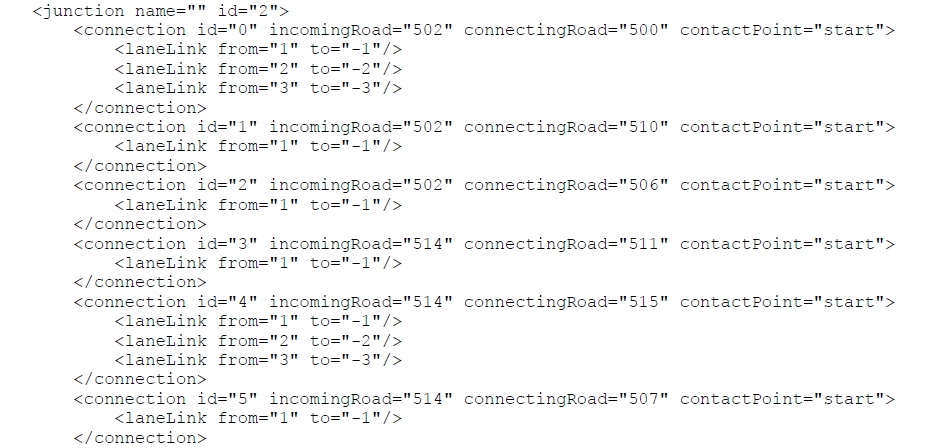 <junction name="" id="2">
<connection id="0" incomingRoad="502" connectingRoad="500" contactPoint="start">
<laneLink from="1" to="-1"/>
<laneLink from="2" to="-2"/>
<laneLink from="3" to="-3"/>
</connection>
<connection id="1" incomingRoad="502" connectingRoad="510" contactPoint="start">
<laneLink from="1" to="-1"/>
</connection>
<connection id="2" incomingRoad="502" connectingRoad="506" contactPoint="start">
<laneLink from="1" to="-1"/>
</connection>
<connection id="3" incomingRoad="514" connectingRoad="511" contactPoint="start">
<laneLink from="1" to="-1"/>
</connection>
<connection id="4" incomingRoad="514" connectingRoad="515" contactPoint="start">
<laneLink from="1" to="-1"/>
<laneLink from="2" to="-2"/>
<laneLink from="3" to="-3"/>
</connection>
<connection id="5" incomingRoad="514" connectingRoad="507" contactPoint="start">
<laneLink from="1" to="-1"/>
</connection>